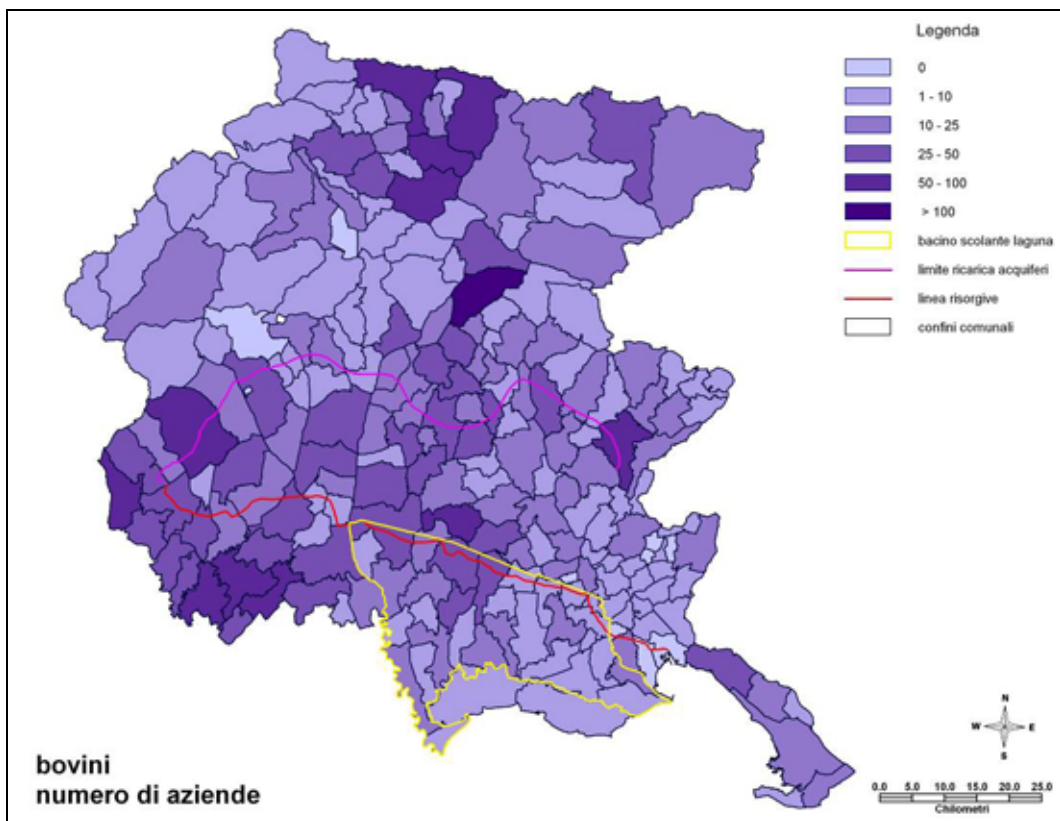 Legenda
0
1 - 10
10 - 25
25 - 50
50 - 100
> 100
bacino scolante laguna
limite ricarica acquiferi
linea risorgive
confini comunali
N
W E
S
bovini
numero di aziende
0.0 5.0 10.0 15.0 20.0 25.0
Chilometri